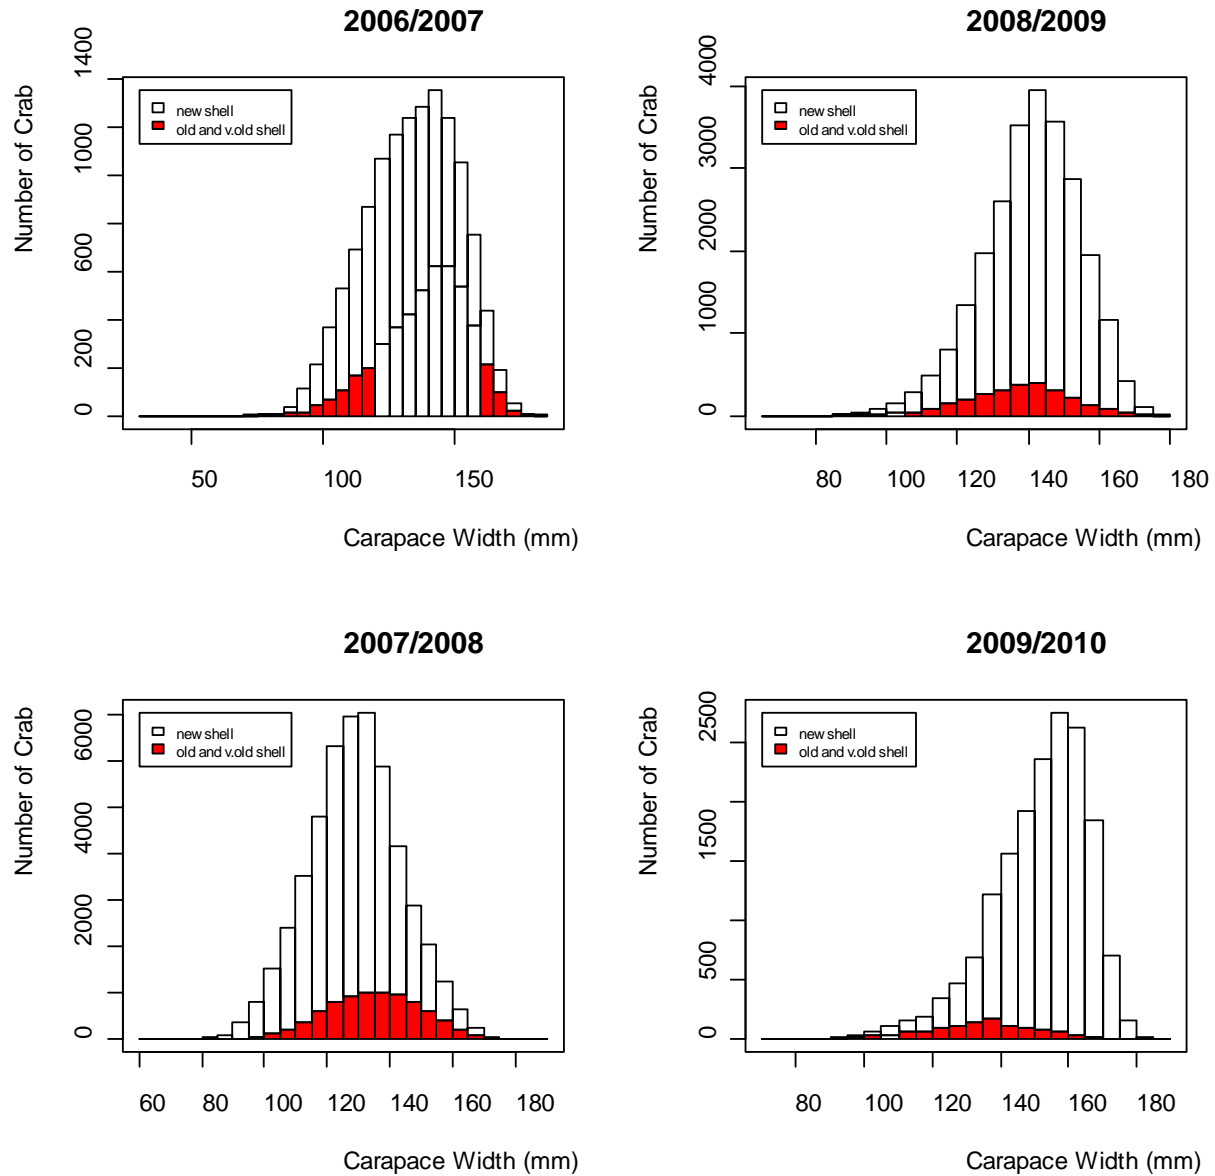 2006/2007
Number of Crab
1400
1000
600
200
0
new shell
old and v.old shell
50 100 150
Carapace Width (mm)
2008/2009
Number of Crab
4000
3000
2000
1000
0
new shell
old and v.old shell
80 100 120 140 160 180
Carapace Width (mm)
2007/2008
Number of Crab
6000
4000
2000
0
new shell
old and v.old shell
60 80 100 120 140 160 180
Carapace Width (mm)
2009/2010
Number of Crab
2500
1500
500
0
new shell
old and v.old shell
80 100 120 140 160 180
Carapace Width (mm)